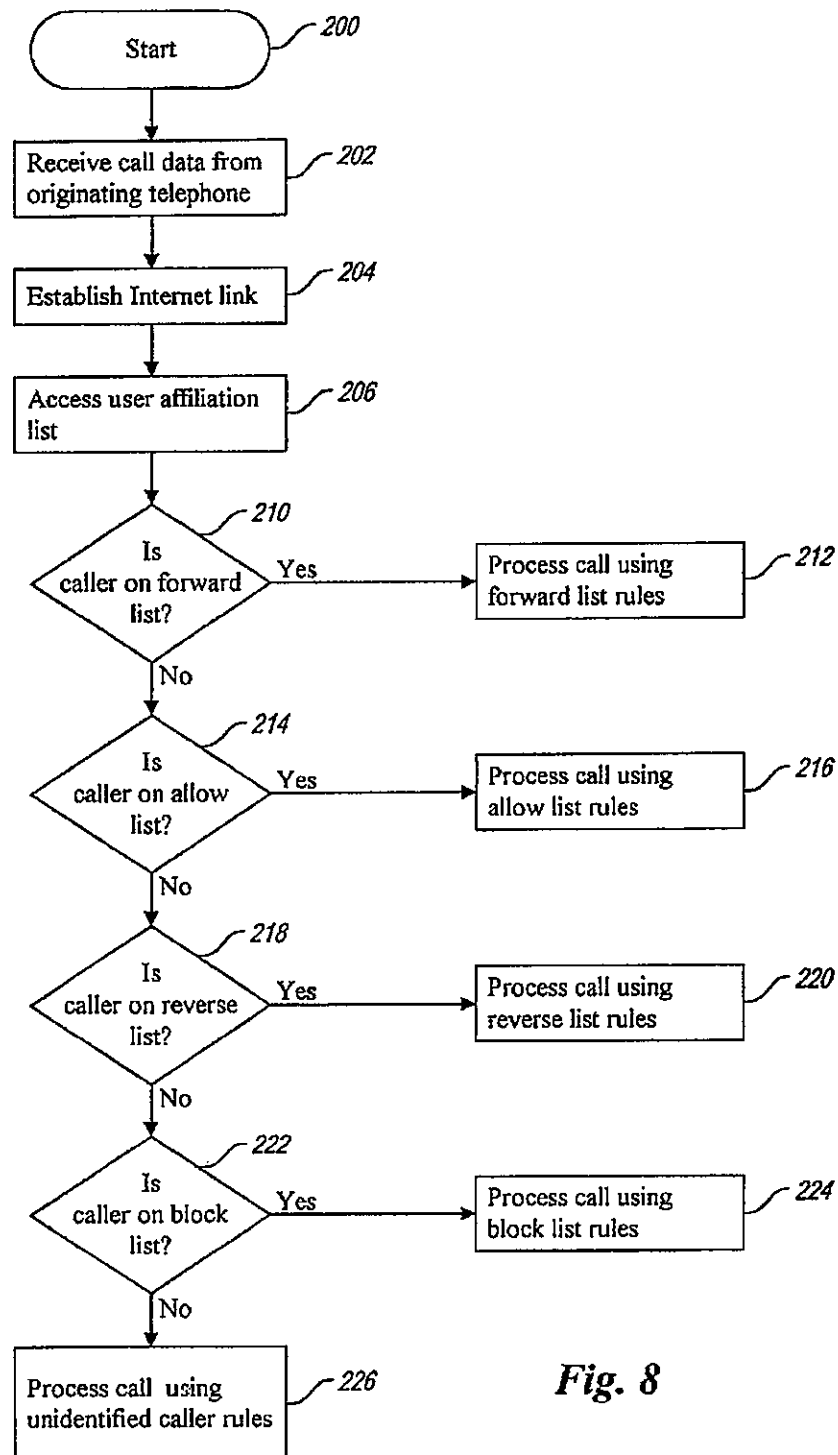 Start
200
Receive call data from
originating telephone
202
Establish Internet link
204
Access user affiliation
list
206
210
Is
caller on forward
list?
Yes
Process call using
forward list rules
212
No
214
Is
caller on allow
list?
Yes
Process call using
allow list rules
216
No
218
Is
caller on reverse
list?
Yes
Process call using
reverse list rules
220
No
222
Is
caller on block
list?
Yes
Process call using
block list rules
224
No
Process call using
unidentified caller rules
226
Fig. 8